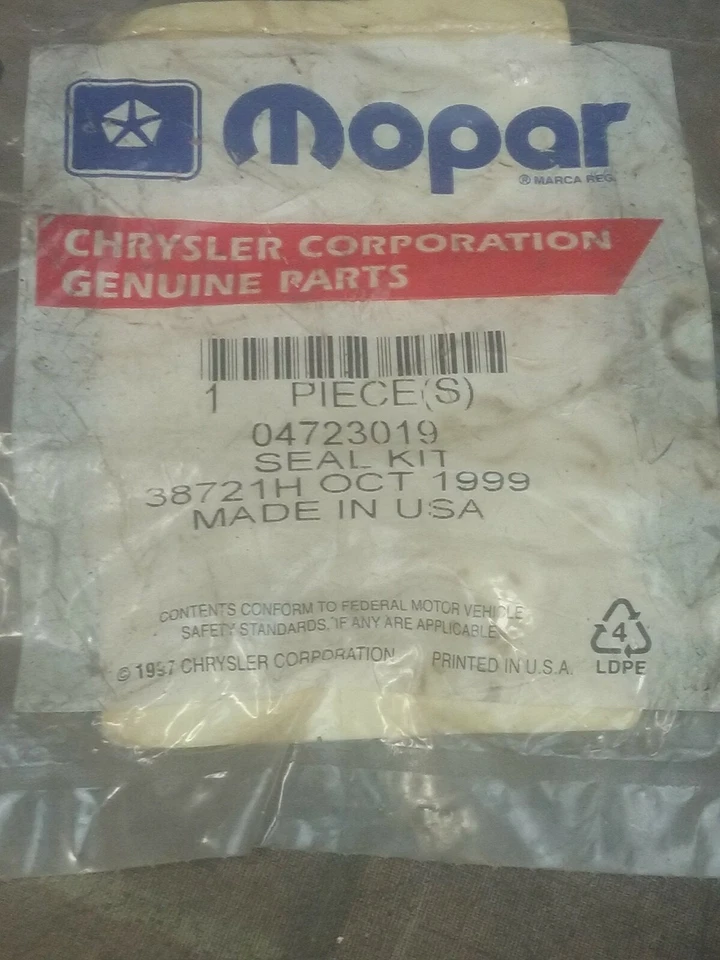 Mopar
® MARCA REG.
CHRYSLER CORPORATION
GENUINE PARTS
1 PIECE(S)
04723019
SEAL KIT
38721H OCT 1999
MADE IN USA
CONTENTS CONFORM TO FEDERAL MOTOR VEHICLE
SAFETY STANDARDS, IF ANY ARE APPLICABLE
© 1997 CHRYSLER CORPORATION PRINTED IN U.S.A.
4
LDPE